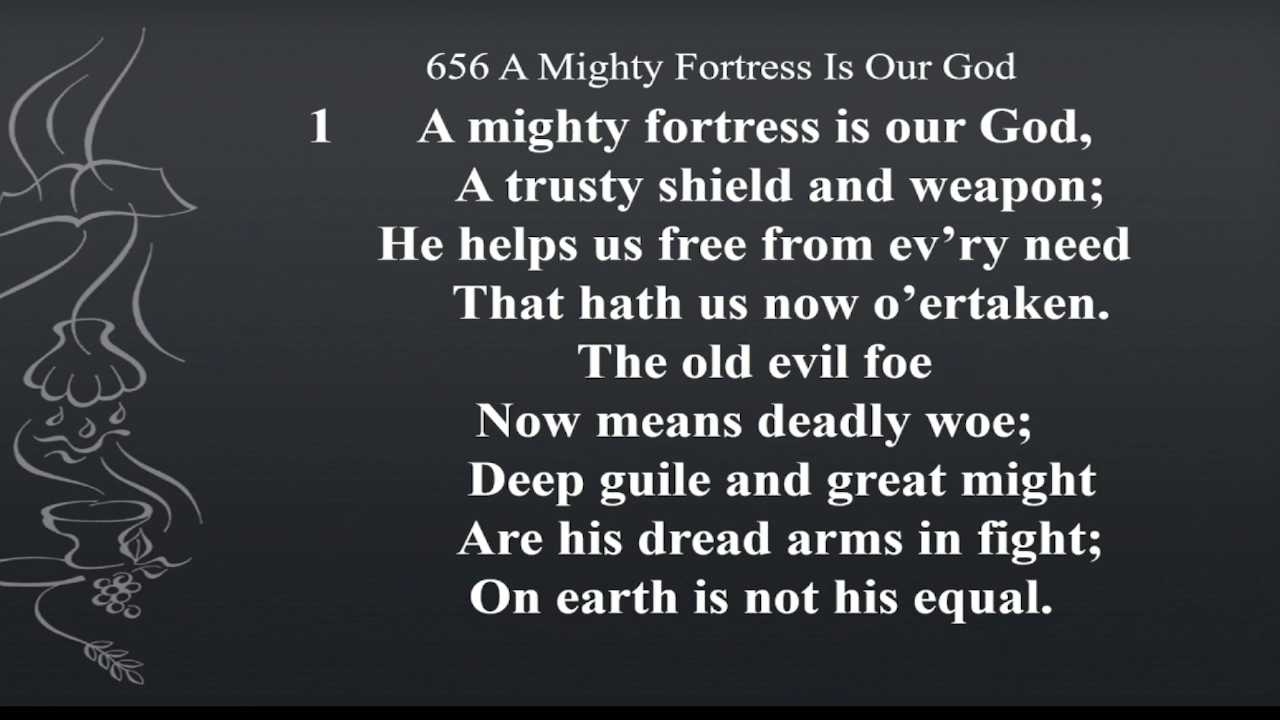 656 A Mighty Fortress Is Our God
1 A mighty fortress is our God,
A trusty shield and weapon;
He helps us free from ev’ry need
That hath us now o’ertaken.
The old evil foe
Now means deadly woe;
Deep guile and great might
Are his dread arms in fight;
On earth is not his equal.